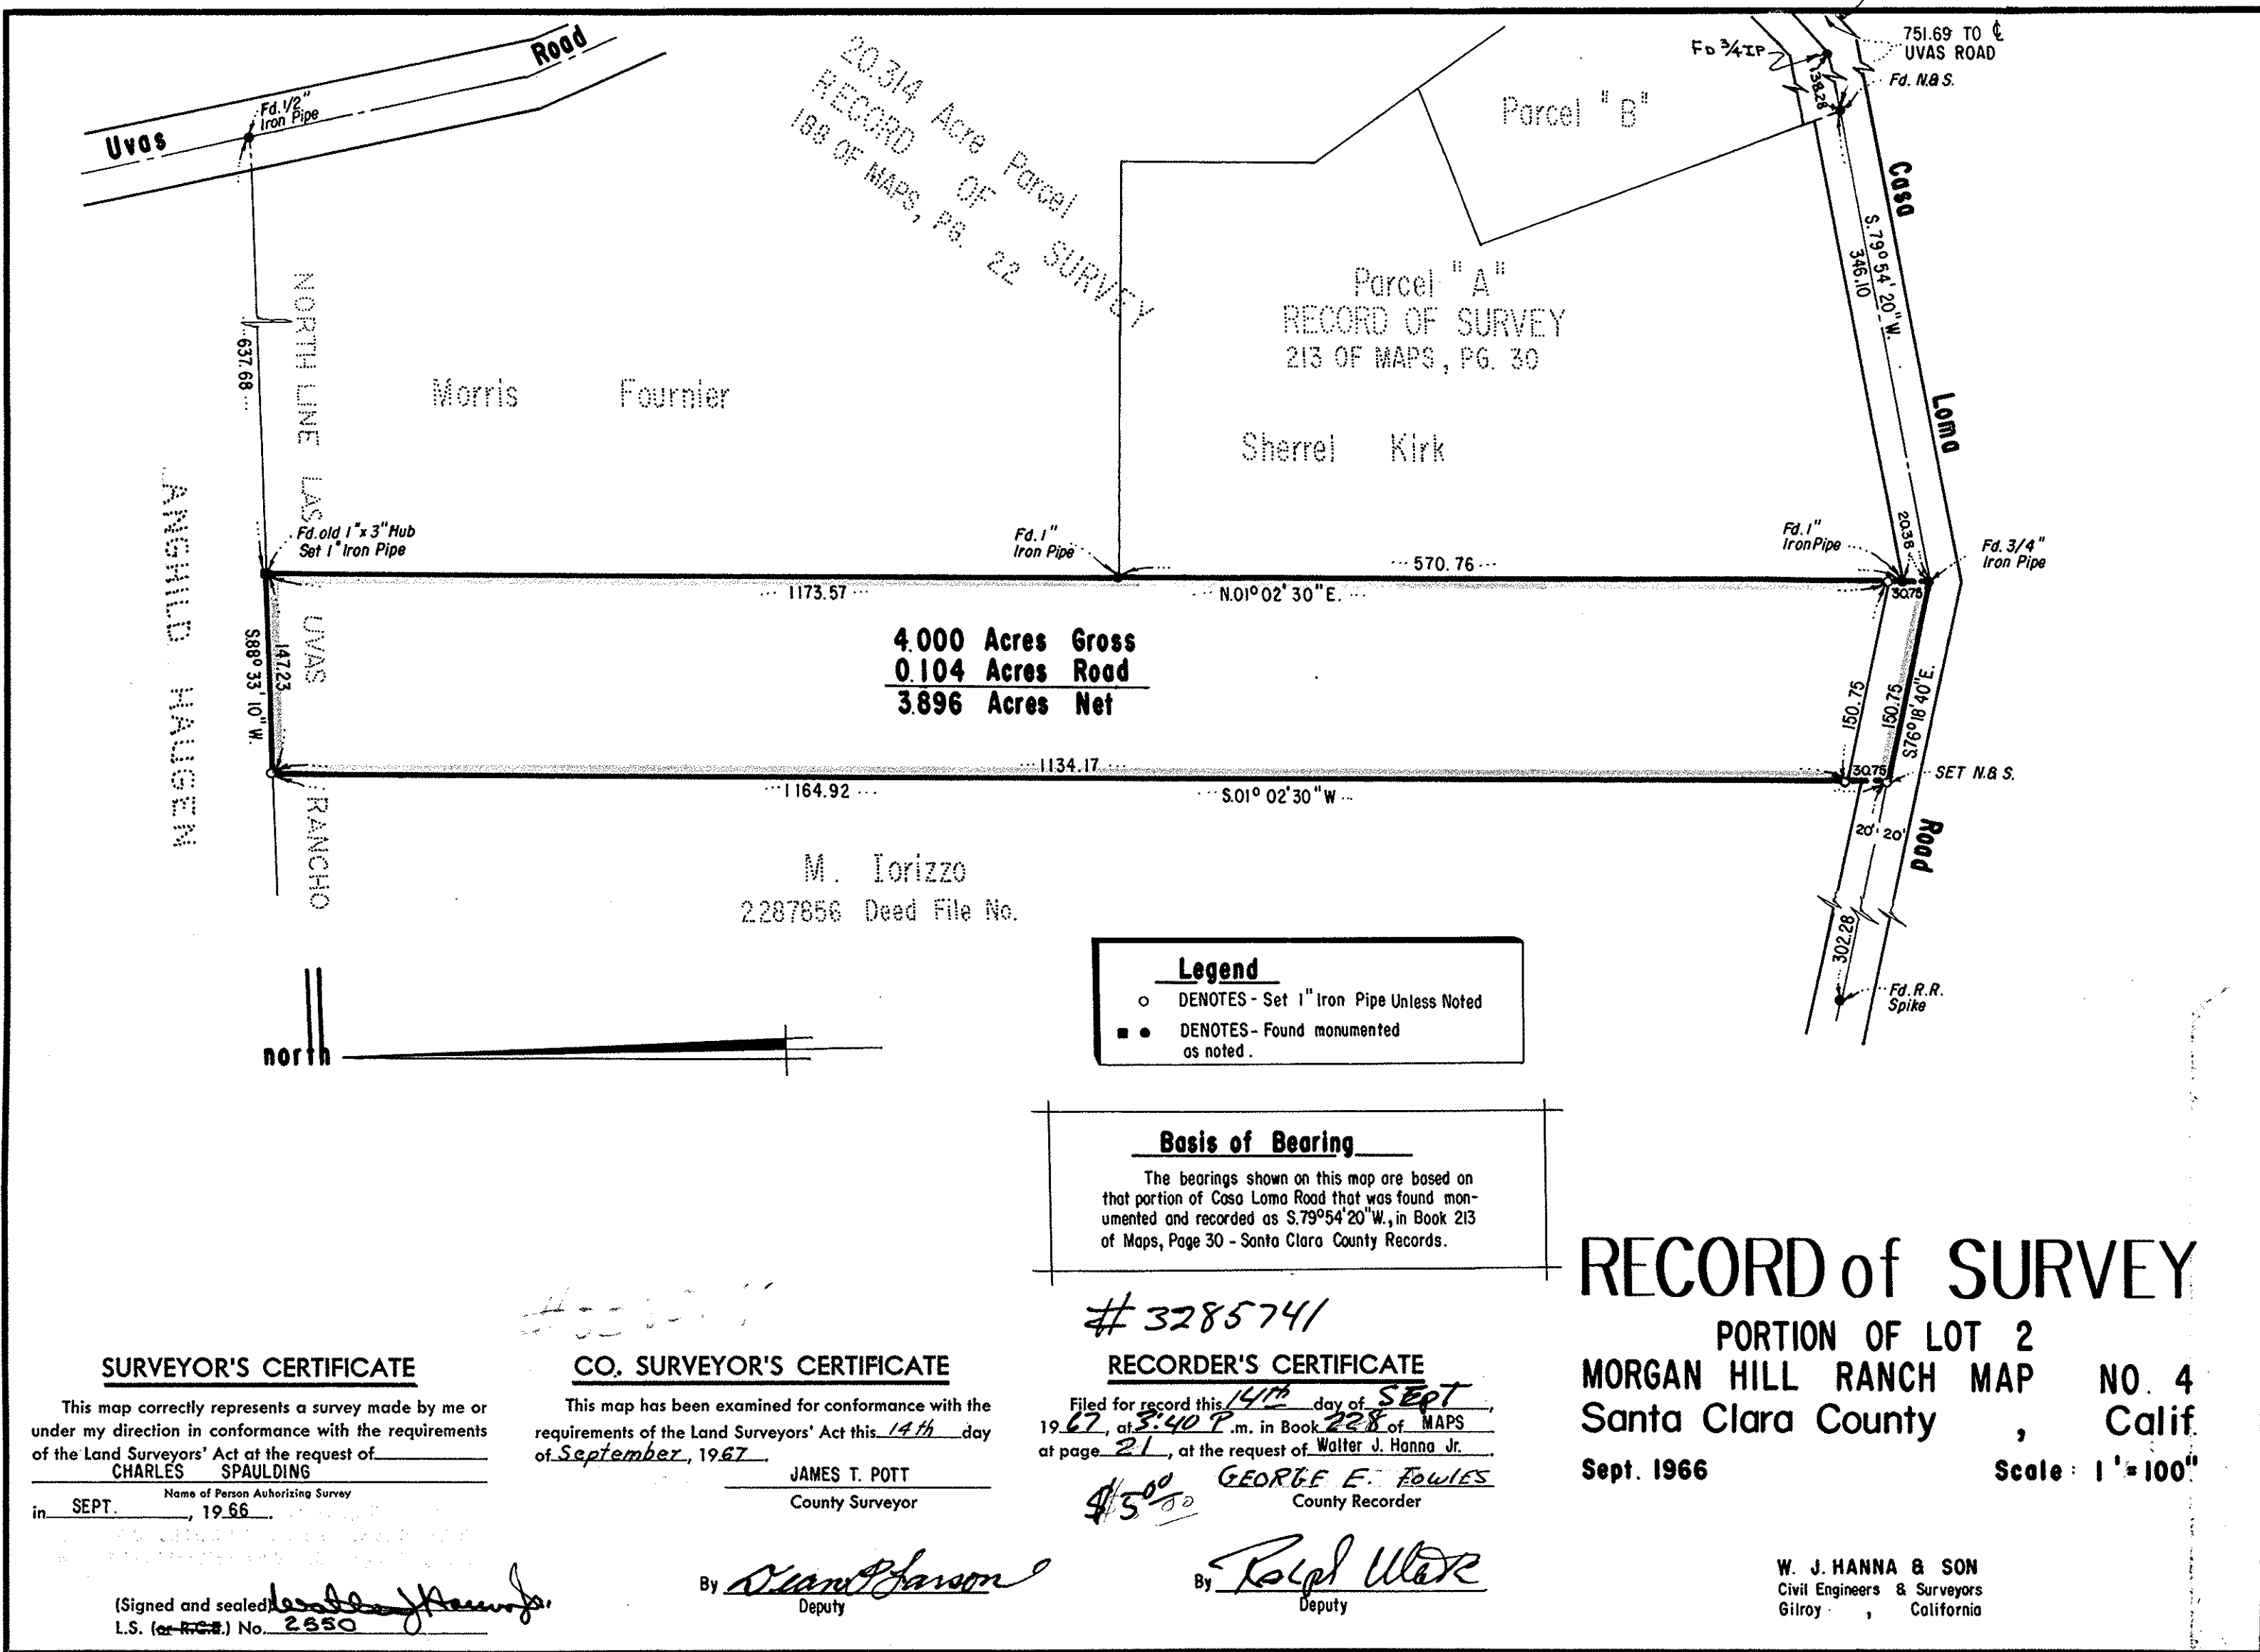 Uvas Road
Fd. 1/2"
Iron Pipe
20.314 Acre Parcel
RECORD OF SURVEY
188 OF MAPS, PG. 22
Parcel "B"
Fd 3/4 IP
138.28
751.69 TO ℄
UVAS ROAD
Fd. N.& S.
Casa Loma Road
S. 79° 54' 20" W.
346.10
637.68
NORTH LINE LAS UVAS RANCHO
ANGHILD HAUGEN
Morris Fournier
Parcel "A"
RECORD OF SURVEY
213 OF MAPS, PG. 30
Sherrel Kirk
Fd. old 1" x 3" Hub
Set 1" Iron Pipe
Fd. 1"
Iron Pipe
Fd. 1"
Iron Pipe
20.38
Fd. 3/4"
Iron Pipe
570.76
1173.57
N.01° 02' 30" E.
30.75
4.000 Acres Gross
0.104 Acres Road
3.896 Acres Net
S88° 33' 10" W.
147.23
150.75
150.75
S76° 18' 40" E.
1134.17
30.75
SET N.& S.
1164.92
S.01° 02' 30" W
20' 20'
M. Iorizzo
2287856 Deed File No.
302.28
Fd. R.R.
Spike
north
Legend
DENOTES - Set 1" Iron Pipe Unless Noted
DENOTES - Found monumented
as noted.
Basis of Bearing
The bearings shown on this map are based on
that portion of Casa Loma Road that was found mon-
umented and recorded as S.79°54'20"W., in Book 213
of Maps, Page 30 - Santa Clara County Records.
RECORD of SURVEY
PORTION OF LOT 2
MORGAN HILL RANCH MAP NO. 4
Santa Clara County , Calif.
Sept. 1966 Scale : 1' = 100"
W. J. HANNA & SON
Civil Engineers & Surveyors
Gilroy , California
SURVEYOR'S CERTIFICATE
This map correctly represents a survey made by me or
under my direction in conformance with the requirements
of the Land Surveyors' Act at the request of
CHARLES SPAULDING
Name of Person Auhorizing Survey
in SEPT. , 1966.
(Signed and sealed)
L.S. (or R.C.E.) No. 2550
CO. SURVEYOR'S CERTIFICATE
This map has been examined for conformance with the
requirements of the Land Surveyors' Act this 14th day
of September, 1967.
JAMES T. POTT
County Surveyor
By Dean P Larson
Deputy
# 3285741
RECORDER'S CERTIFICATE
Filed for record this 14th day of SEPT,
1967, at 3:40 P.m. in Book 228 of MAPS
at page 21, at the request of Walter J. Hanna Jr.
GEORGE E. FOWLES
$5 00
County Recorder
By Ralph
Deputy